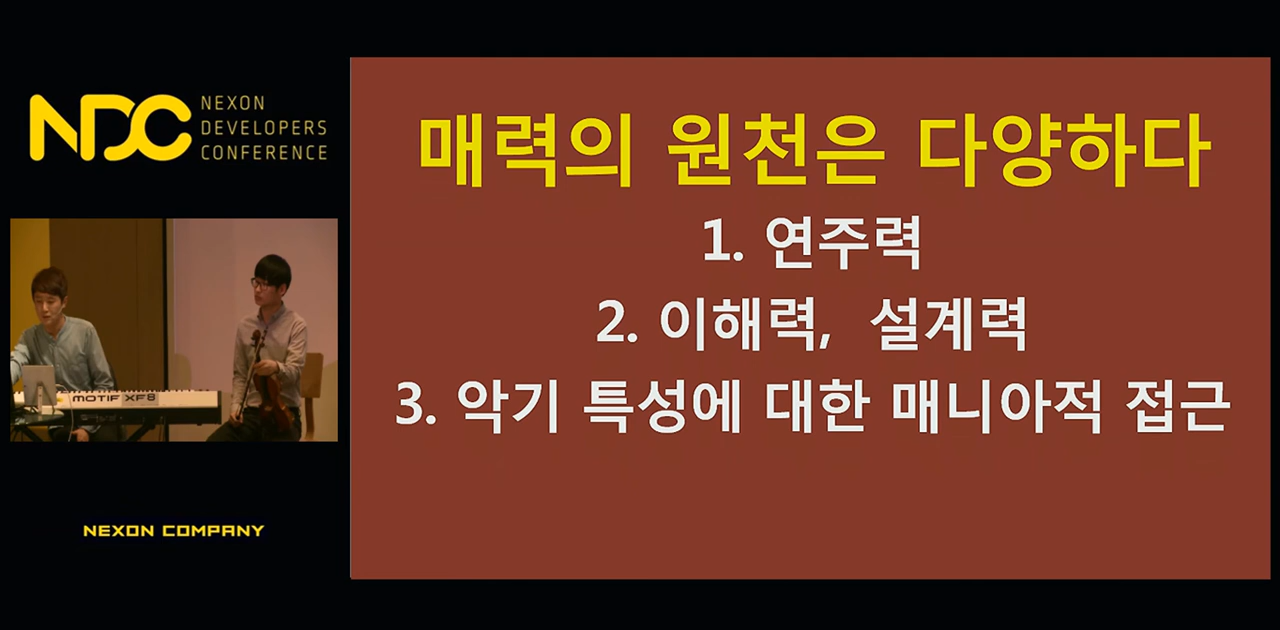 NDC
NEXON
DEVELOPERS
CONFERENCE
매력의 원천은 다양하다
1. 연주력
2. 이해력, 설계력
3. 악기 특성에 대한 매니아적 접근
MOTIF XF8
NEXON COMPANY